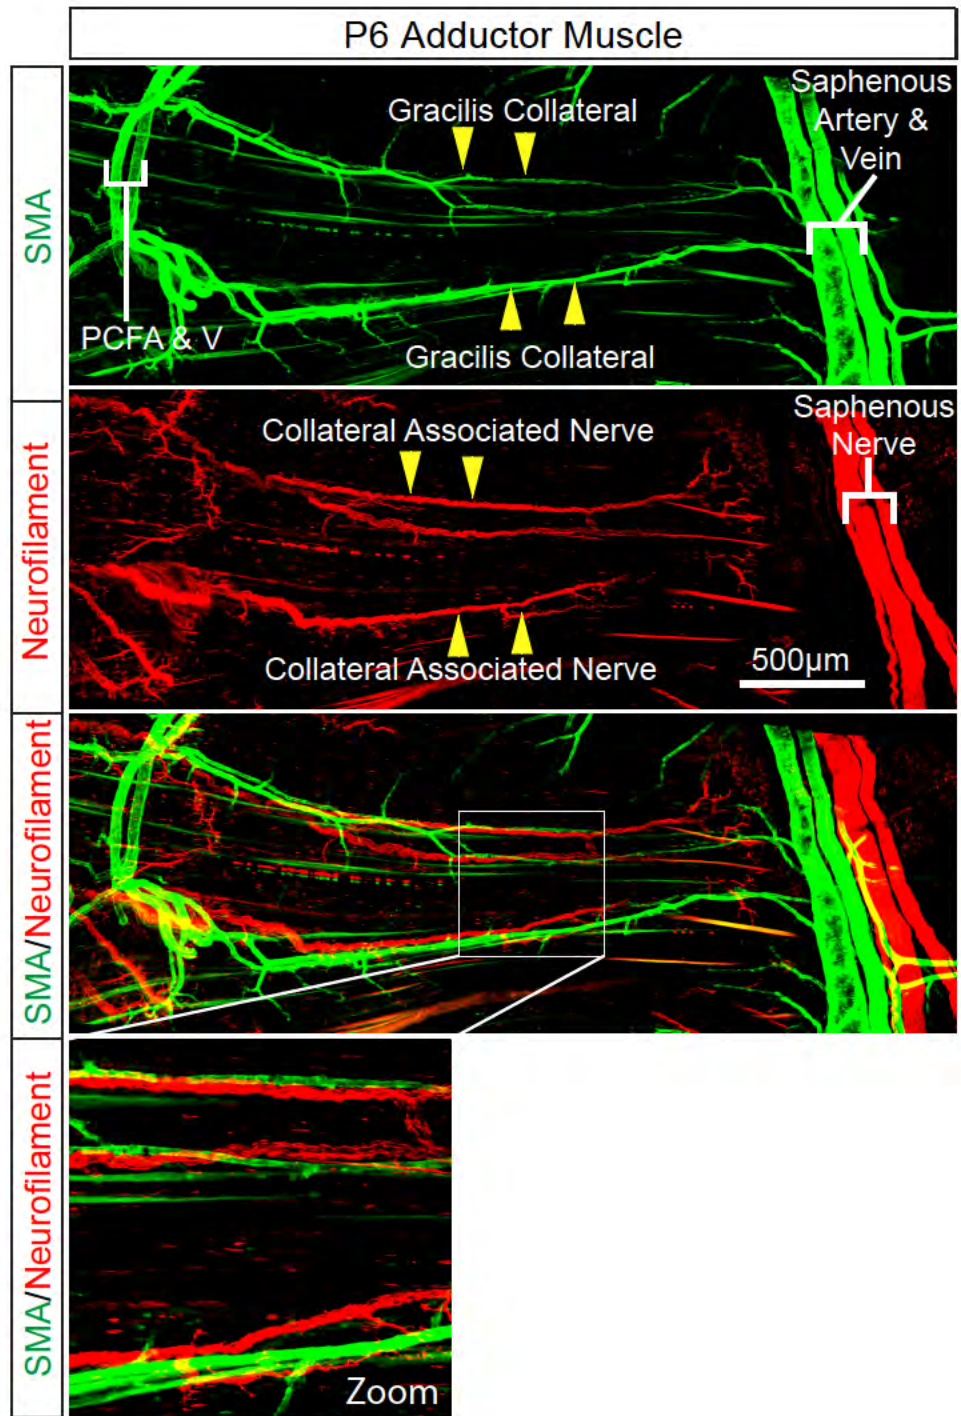 P6 Adductor Muscle
SMA
Gracilis Collateral
Saphenous
Artery &
Vein
PCFA & V
Gracilis Collateral
Neurofilament
Collateral Associated Nerve
Saphenous
Nerve
Collateral Associated Nerve
500µm
SMA/Neurofilament
SMA/Neurofilament
Zoom